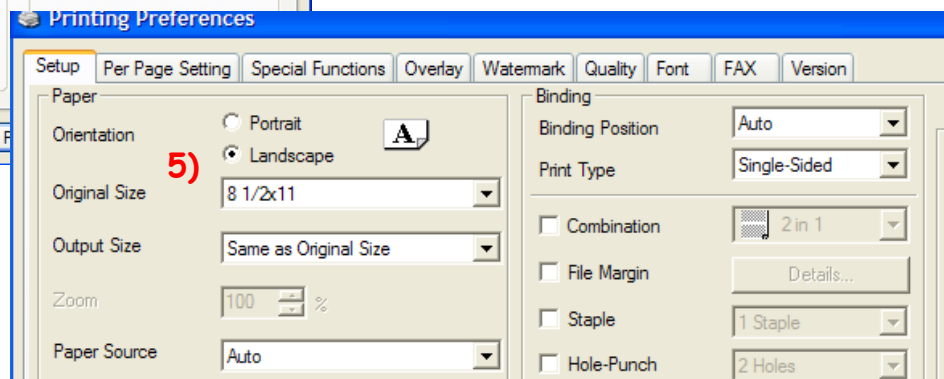 Printing Preferences
Setup Per Page Setting Special Functions Overlay Watermark Quality Font FAX Version
Paper
Orientation
Portrait
A
Landscape
5)
Original Size 8 1/2x11
Output Size Same as Original Size
Zoom 100 %
Paper Source Auto
Binding
Binding Position Auto
Print Type Single-Sided
Combination 2 in 1
File Margin Details...
Staple 1 Staple
Hole-Punch 2 Holes